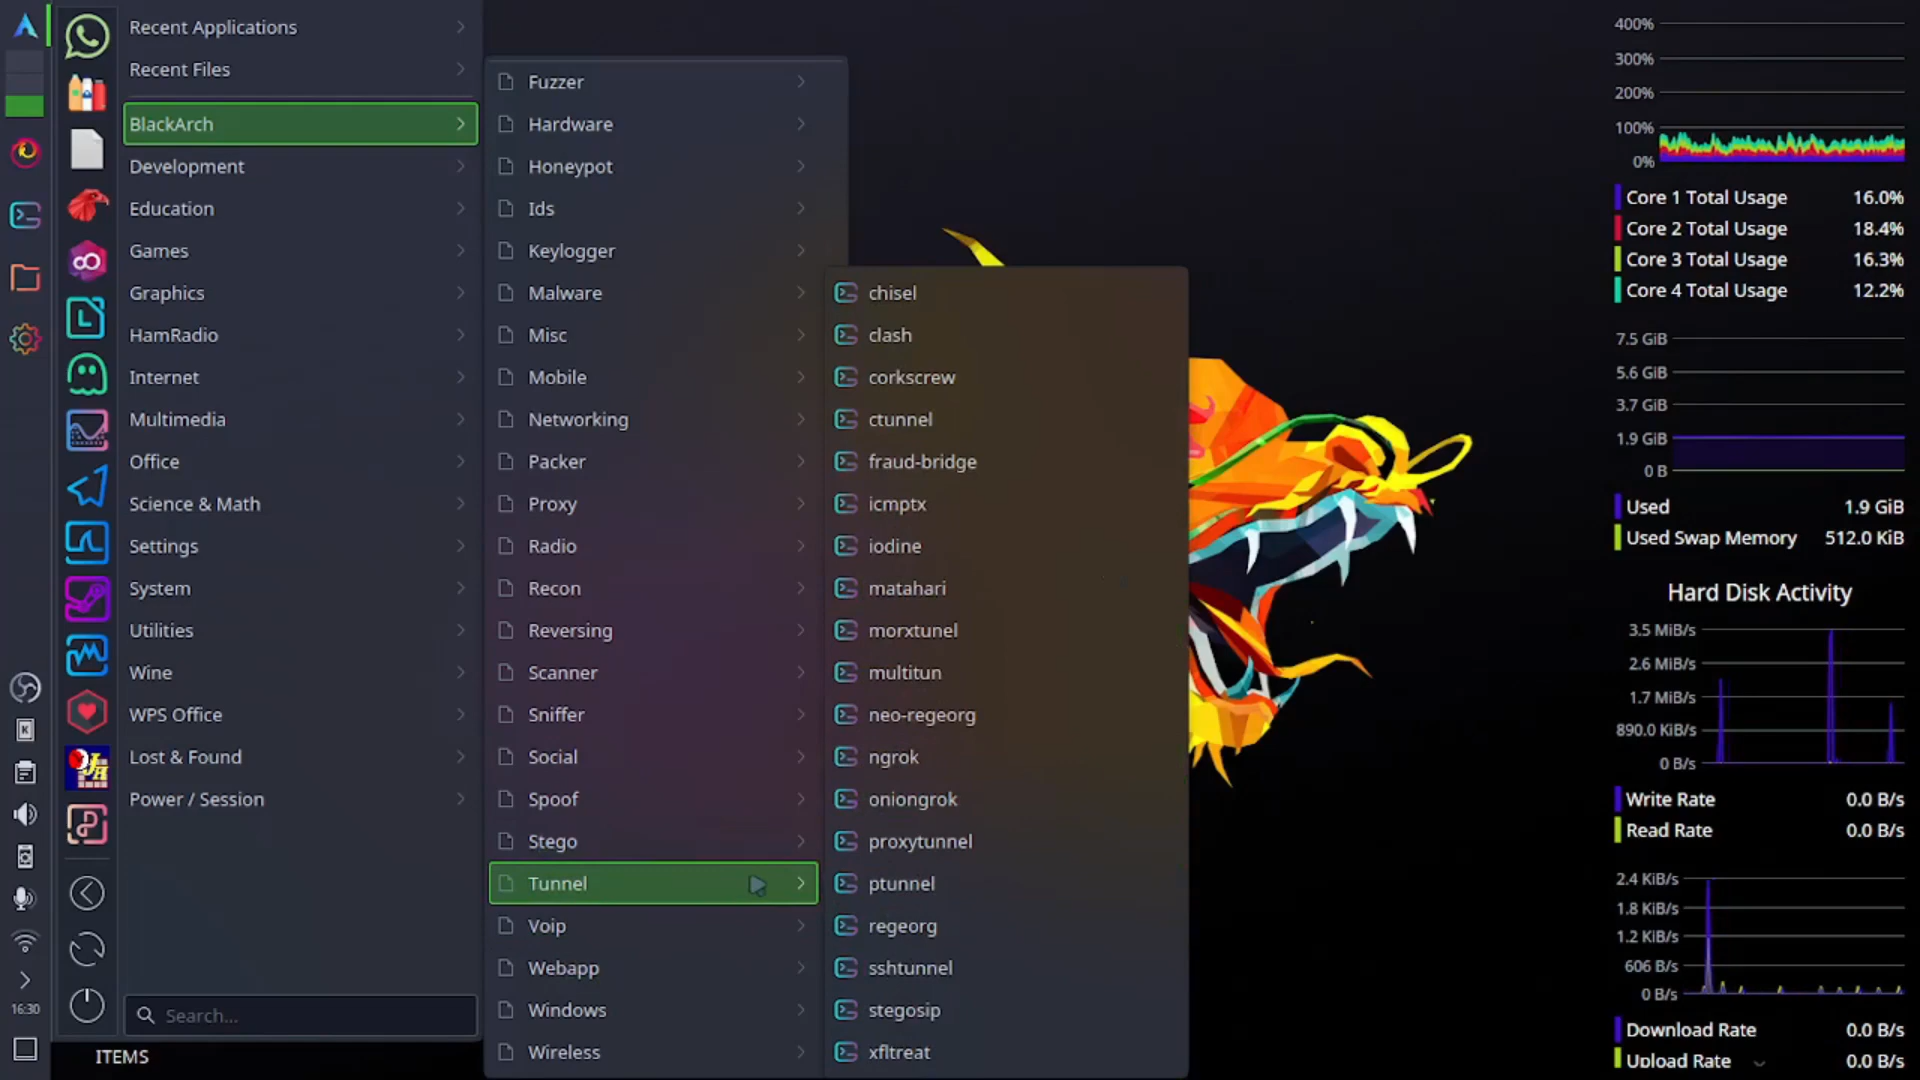 Recent Applications
Recent Files
BlackArch
Development
Education
Games
Graphics
HamRadio
Internet
Multimedia
Office
Science & Math
Settings
System
Utilities
Wine
WPS Office
Lost & Found
Power / Session
Search...
ITEMS
16:30
Fuzzer
Hardware
Honeypot
Ids
Keylogger
Malware
Misc
Mobile
Networking
Packer
Proxy
Radio
Recon
Reversing
Scanner
Sniffer
Social
Spoof
Stego
Tunnel
Voip
Webapp
Windows
Wireless
chisel
clash
corkscrew
ctunnel
fraud-bridge
icmptx
iodine
matahari
morxtunel
multitun
neo-regeorg
ngrok
oniongrok
proxytunnel
ptunnel
regeorg
sshtunnel
stegosip
xfltreat
400%
300%
200%
100%
0%
Core 1 Total Usage 16.0%
Core 2 Total Usage 18.4%
Core 3 Total Usage 16.3%
Core 4 Total Usage 12.2%
7.5 GiB
5.6 GiB
3.7 GiB
1.9 GiB
0 B
Used 1.9 GiB
Used Swap Memory 512.0 KiB
Hard Disk Activity
3.5 MiB/s
2.6 MiB/s
1.7 MiB/s
890.0 KiB/s
0 B/s
Write Rate 0.0 B/s
Read Rate 0.0 B/s
2.4 KiB/s
1.8 KiB/s
1.2 KiB/s
606 B/s
0 B/s
Download Rate 0.0 B/s
Upload Rate 0.0 B/s